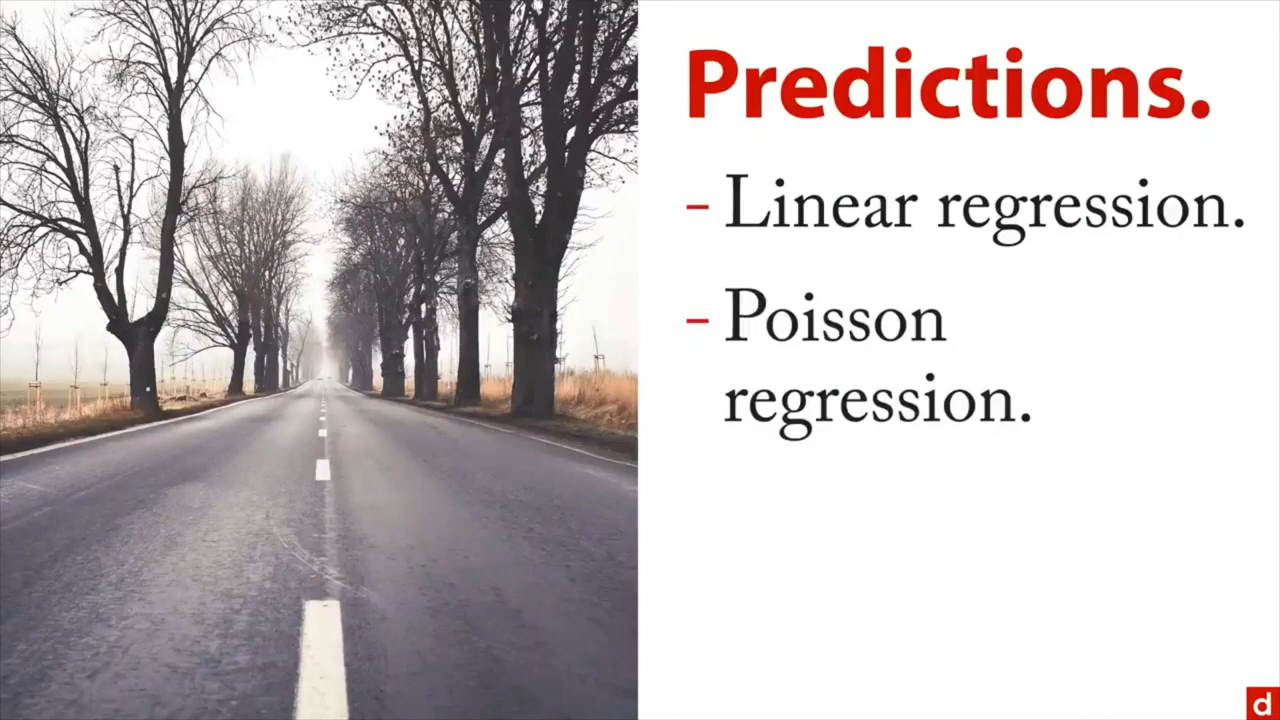 Predictions.
- Linear regression.
- Poisson
regression.
d